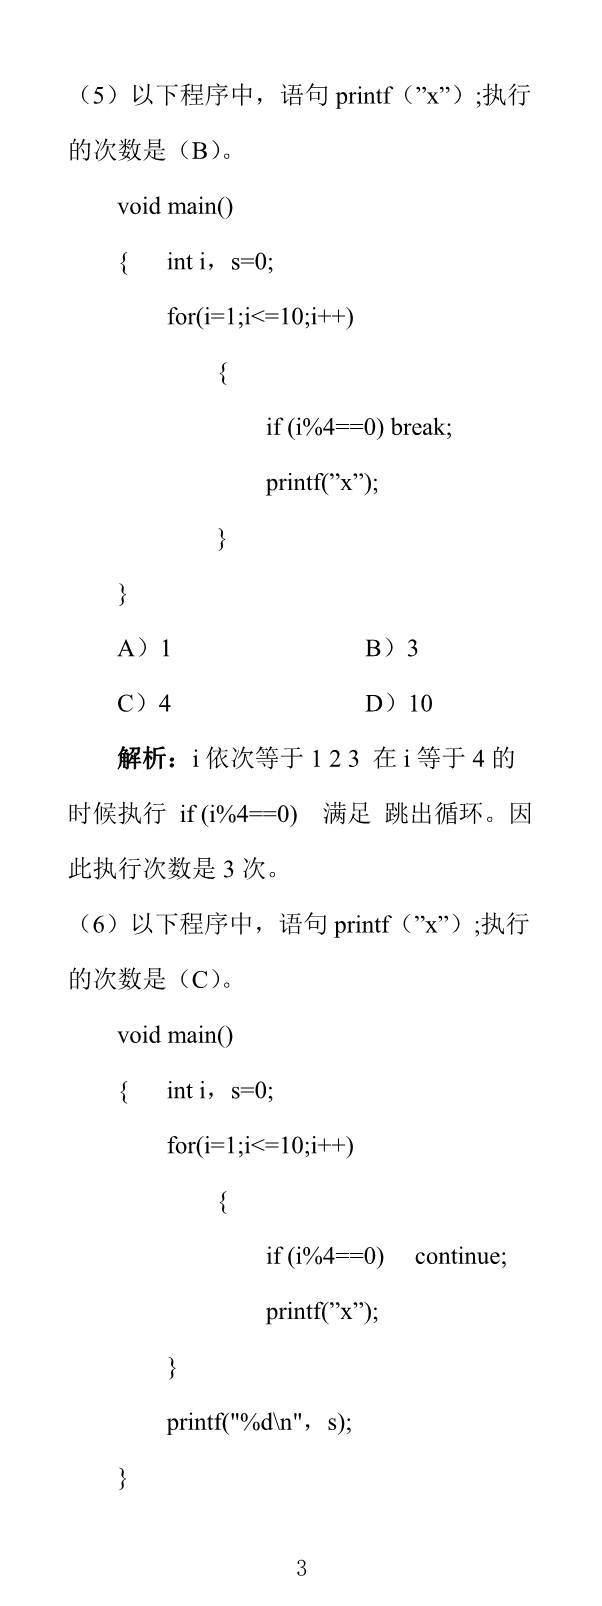 （5）以下程序中，语句 printf（”x”）;执行
的次数是（B）。
void main()
{ int i，s=0;
for(i=1;i<=10;i++)
{
if (i%4==0) break;
printf(”x”);
}
}
A）1 B）3
C）4 D）10
解析：i 依次等于 1 2 3 在 i 等于 4 的
时候执行 if (i%4==0) 满足 跳出循环。因
此执行次数是 3 次。
（6）以下程序中，语句 printf（”x”）;执行
的次数是（C）。
void main()
{ int i，s=0;
for(i=1;i<=10;i++)
{
if (i%4==0) continue;
printf(”x”);
}
printf("%d\n"，s);
}
3